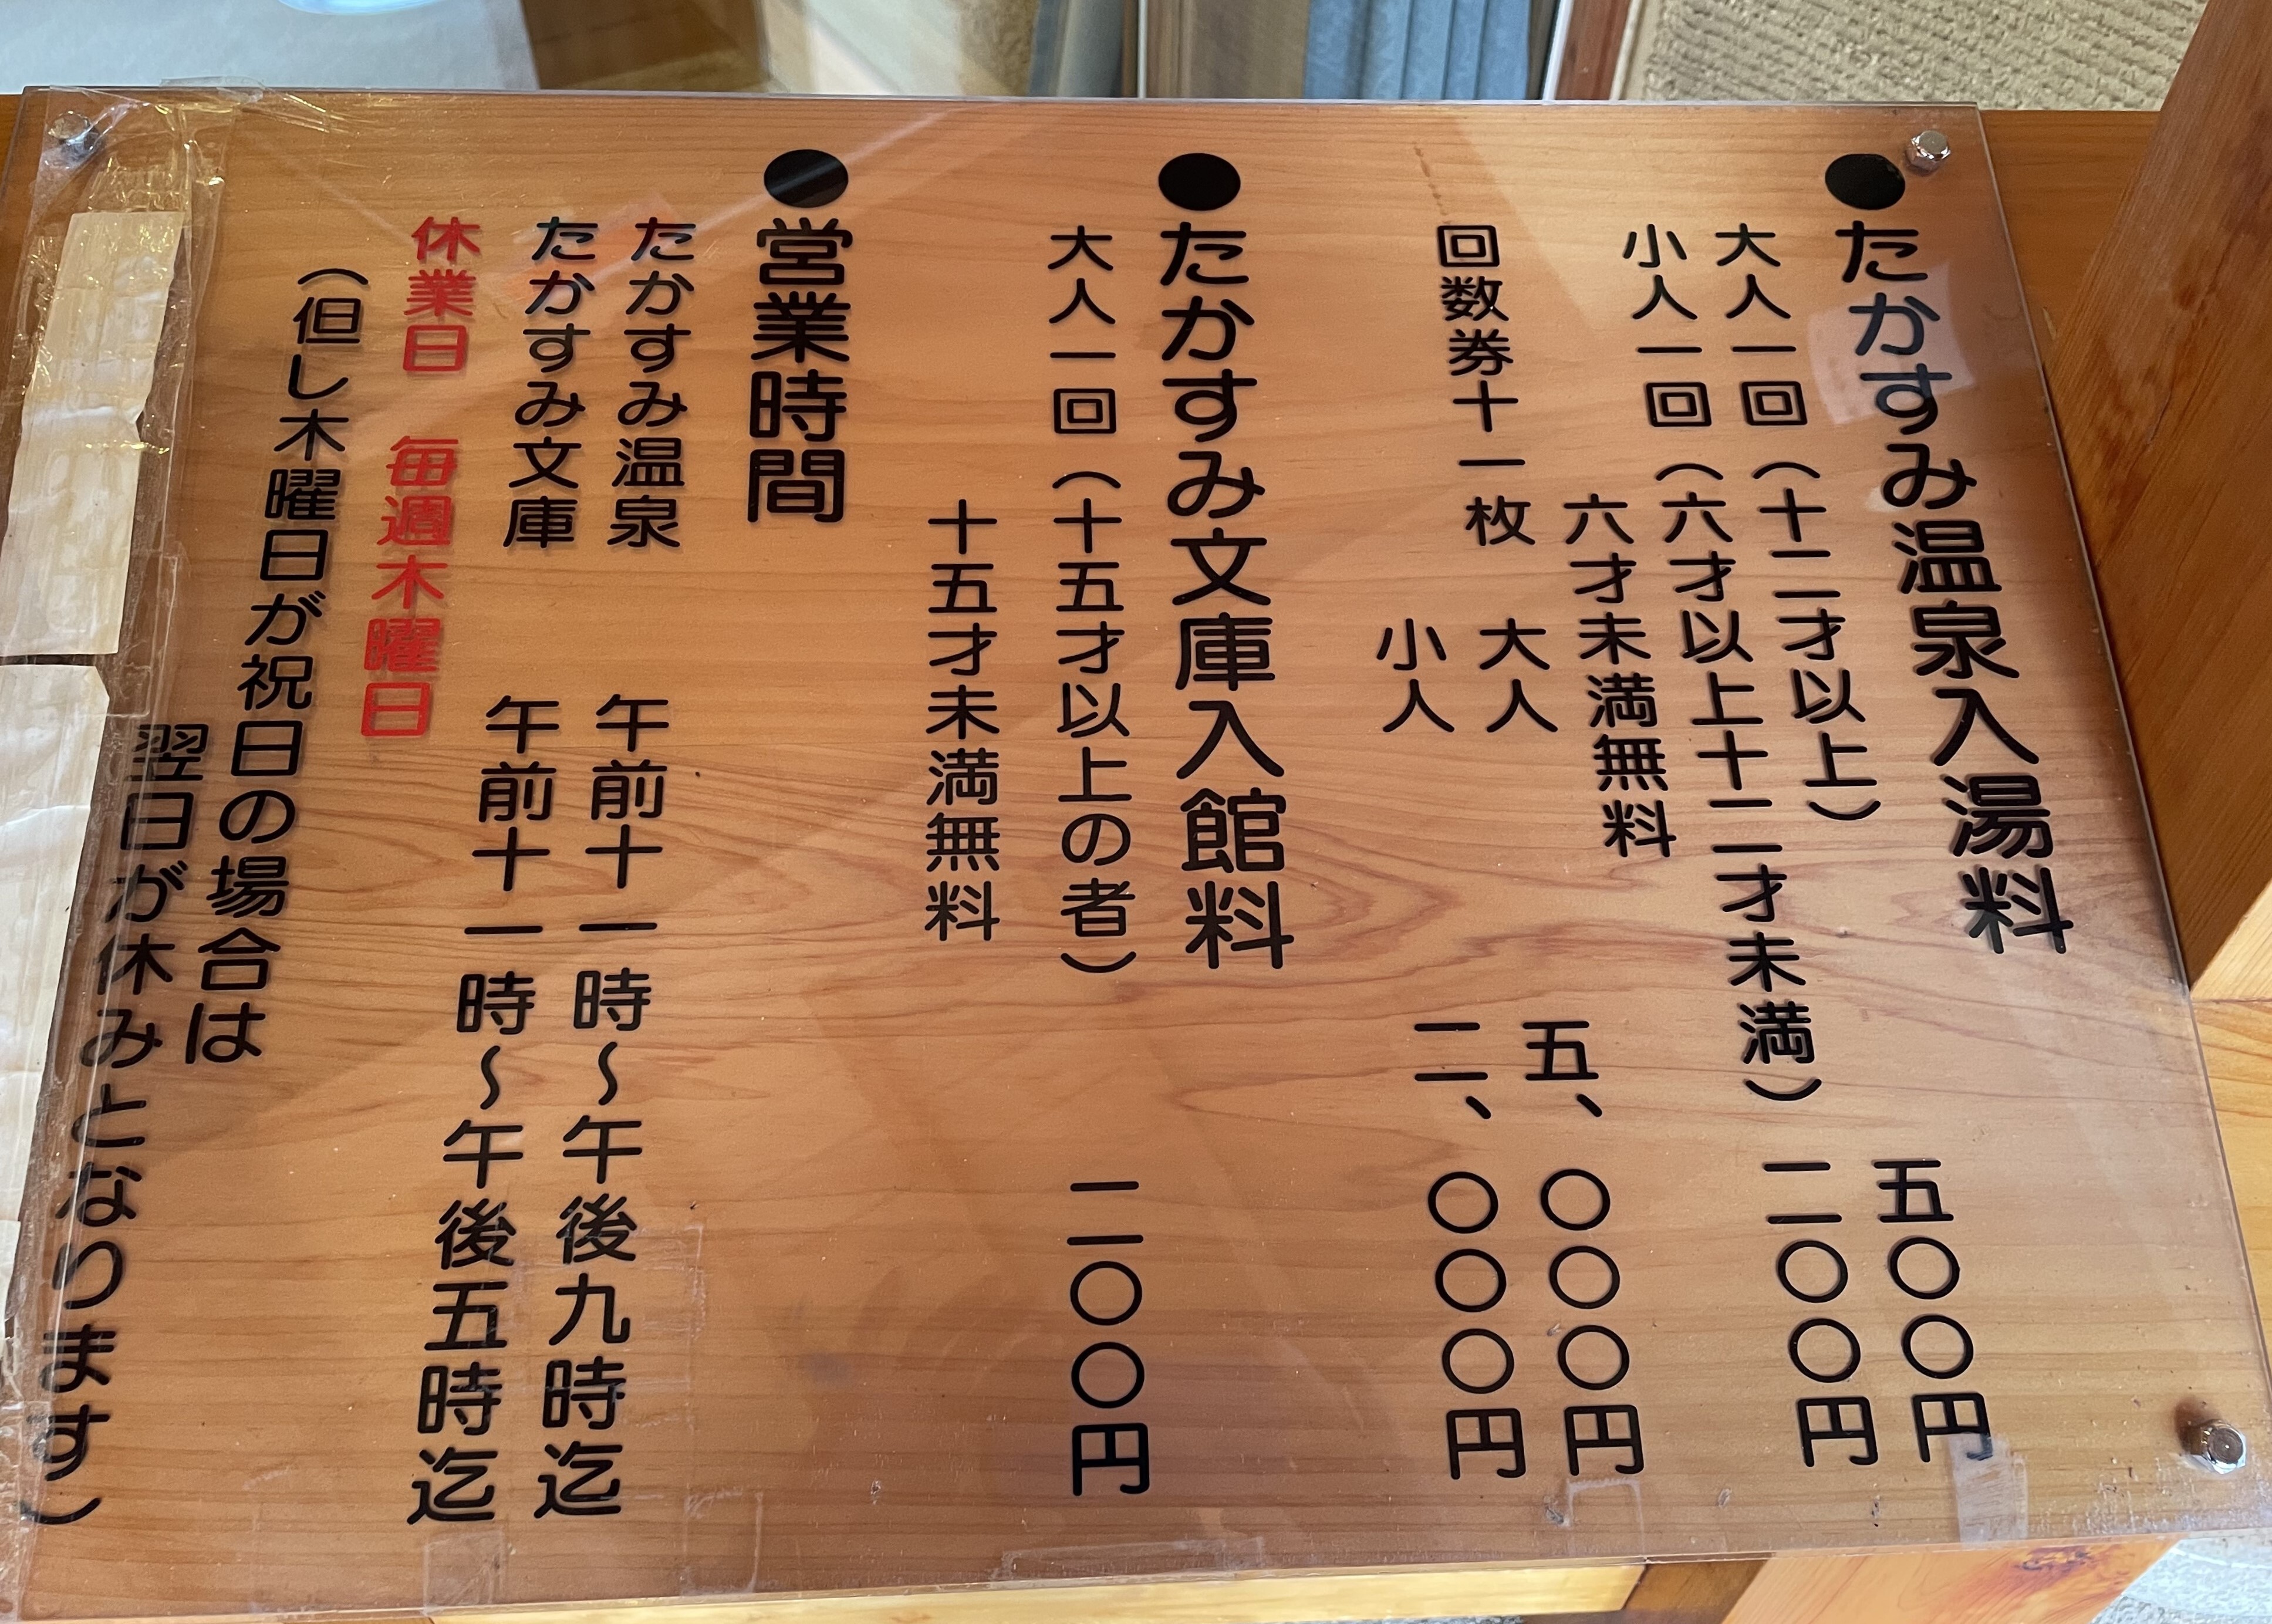 ●たかすみ温泉入湯料
大人一回(十二才以上) 五〇〇円
小人一回(六才以上十二才未満) 二〇〇円
六才未満無料
回数券十一枚 大人 五、〇〇〇円
小人 二、〇〇〇円
●たかすみ文庫入館料
大人一回(十五才以上の者) 二〇〇円
十五才未満無料
●営業時間
たかすみ温泉 午前十一時〜午後九時迄
たかすみ文庫 午前十一時〜午後五時迄
休業日 毎週木曜日
(但し木曜日が祝日の場合は
翌日が休みとなります)